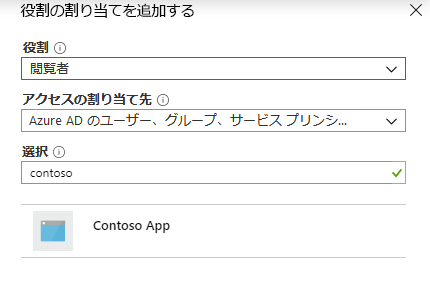 役割の割り当てを追加する
役割
閲覧者
アクセスの割り当て先
Azure AD のユーザー、グループ、サービス プリンシ...
選択
contoso
Contoso App